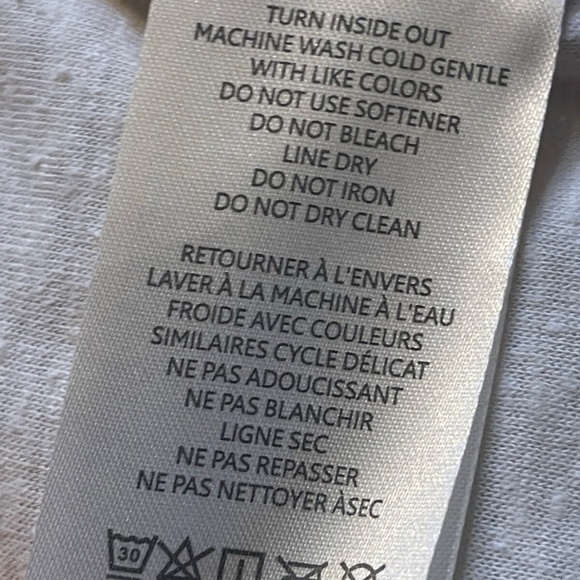 TURN INSIDE OUT
MACHINE WASH COLD GENTLE
WITH LIKE COLORS
DO NOT USE SOFTENER
DO NOT BLEACH
LINE DRY
DO NOT IRON
DO NOT DRY CLEAN
RETOURNER À L'ENVERS
LAVER À LA MACHINE À L'EAU
FROIDE AVEC COULEURS
SIMILAIRES CYCLE DÉLICAT
NE PAS ADOUCISSANT
NE PAS BLANCHIR
LIGNE SEC
NE PAS REPASSER
NE PAS NETTOYER ÀSEC
30